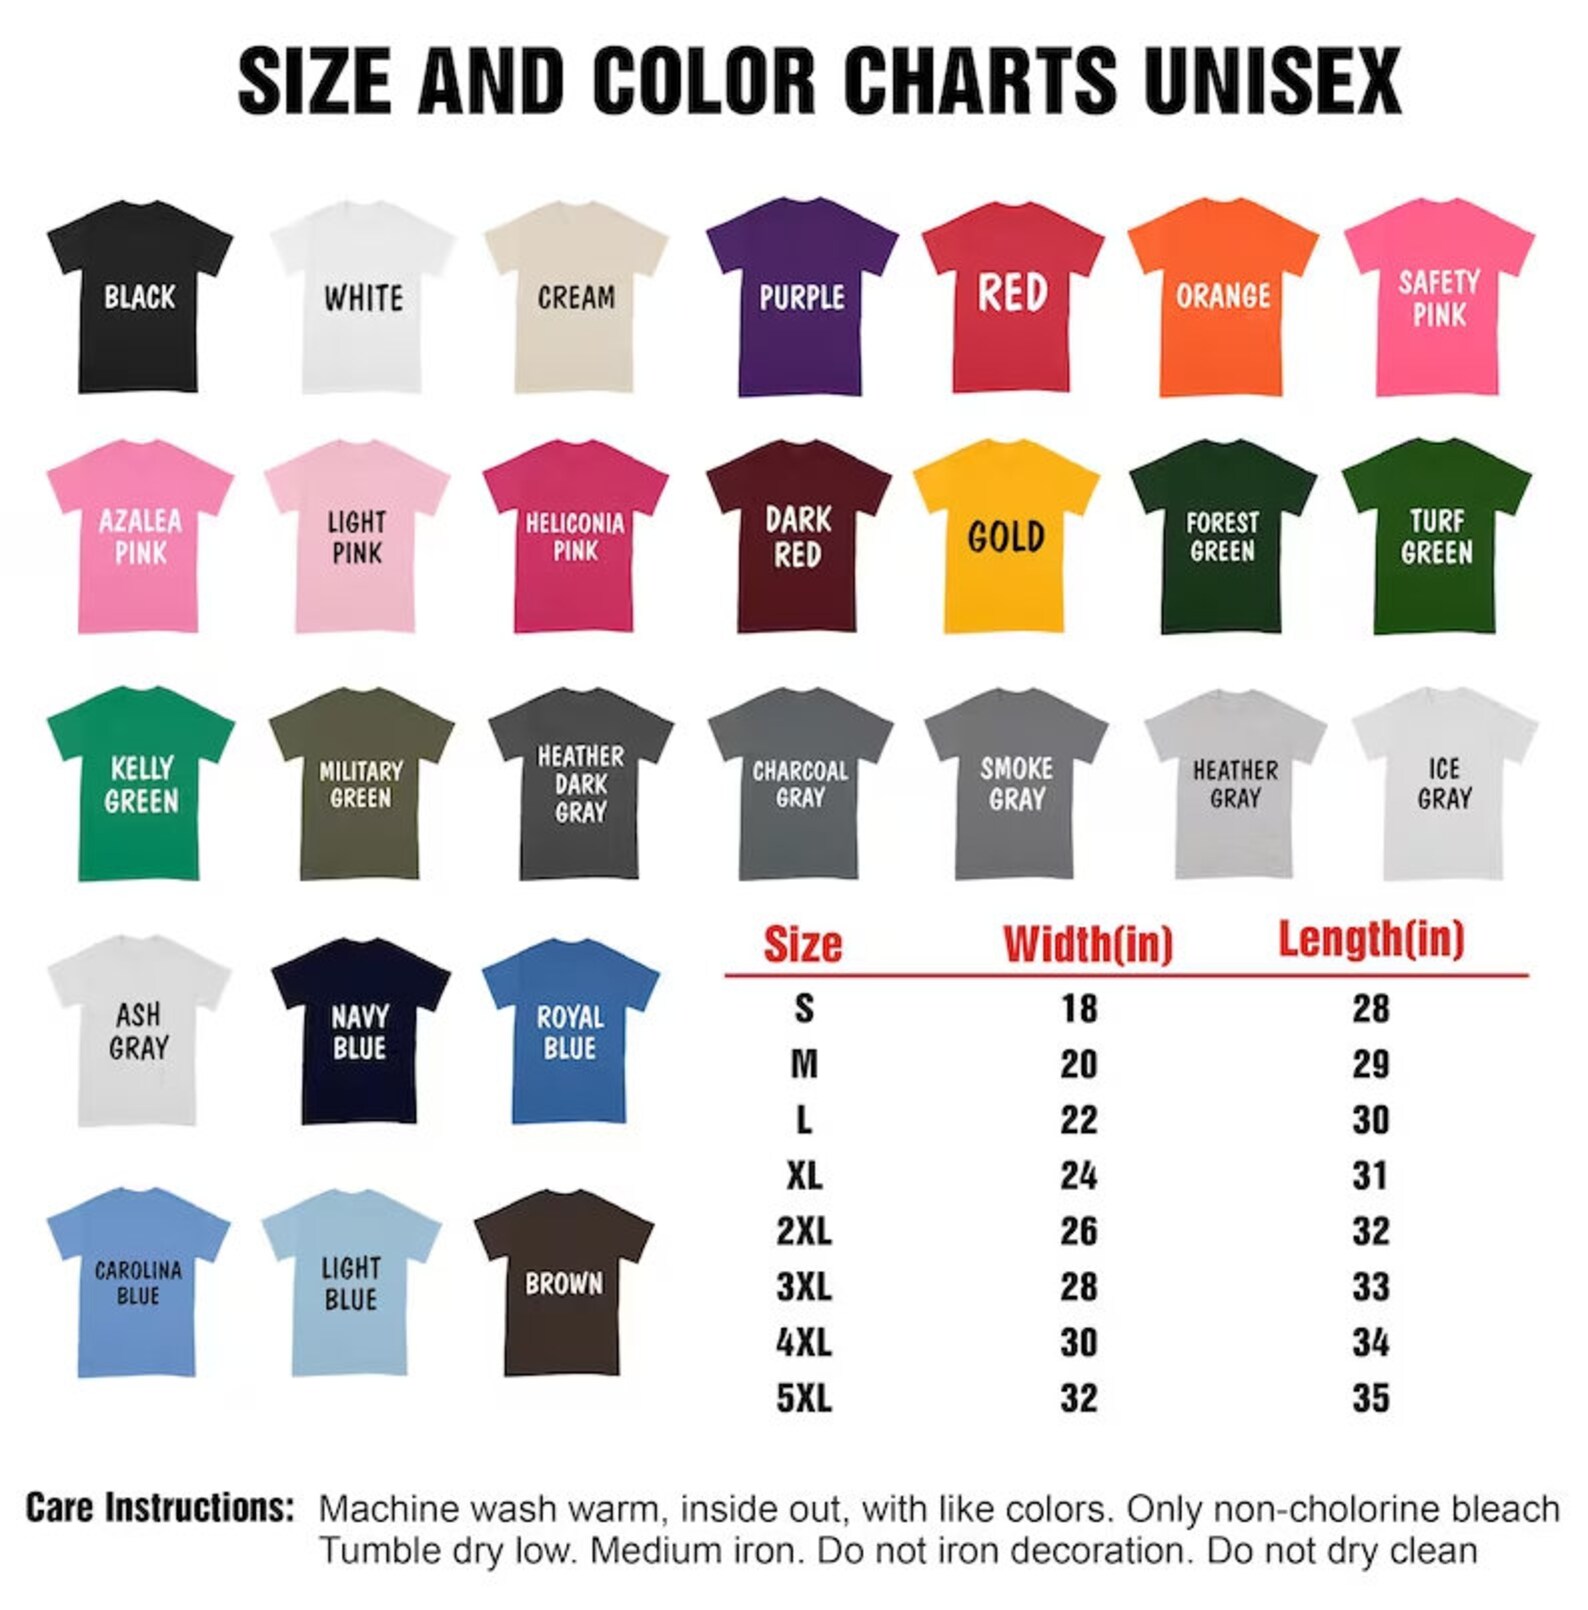 SIZE AND COLOR CHARTS UNISEX
BLACK
WHITE
CREAM
PURPLE
RED
ORANGE
SAFETY
PINK
AZALEA
PINK
LIGHT
PINK
HELICONIA
PINK
DARK
RED
GOLD
FOREST
GREEN
TURF
GREEN
KELLY
GREEN
MILITARY
GREEN
HEATHER
DARK
GRAY
CHARCOAL
GRAY
SMOKE
GRAY
HEATHER
GRAY
ICE
GRAY
ASH
GRAY
NAVY
BLUE
ROYAL
BLUE
CAROLINA
BLUE
LIGHT
BLUE
BROWN
Size Width(in) Length(in)
S 18 28
M 20 29
L 22 30
XL 24 31
2XL 26 32
3XL 28 33
4XL 30 34
5XL 32 35
Care Instructions: Machine wash warm, inside out, with like colors. Only non-cholorine bleach
Tumble dry low. Medium iron. Do not iron decoration. Do not dry clean